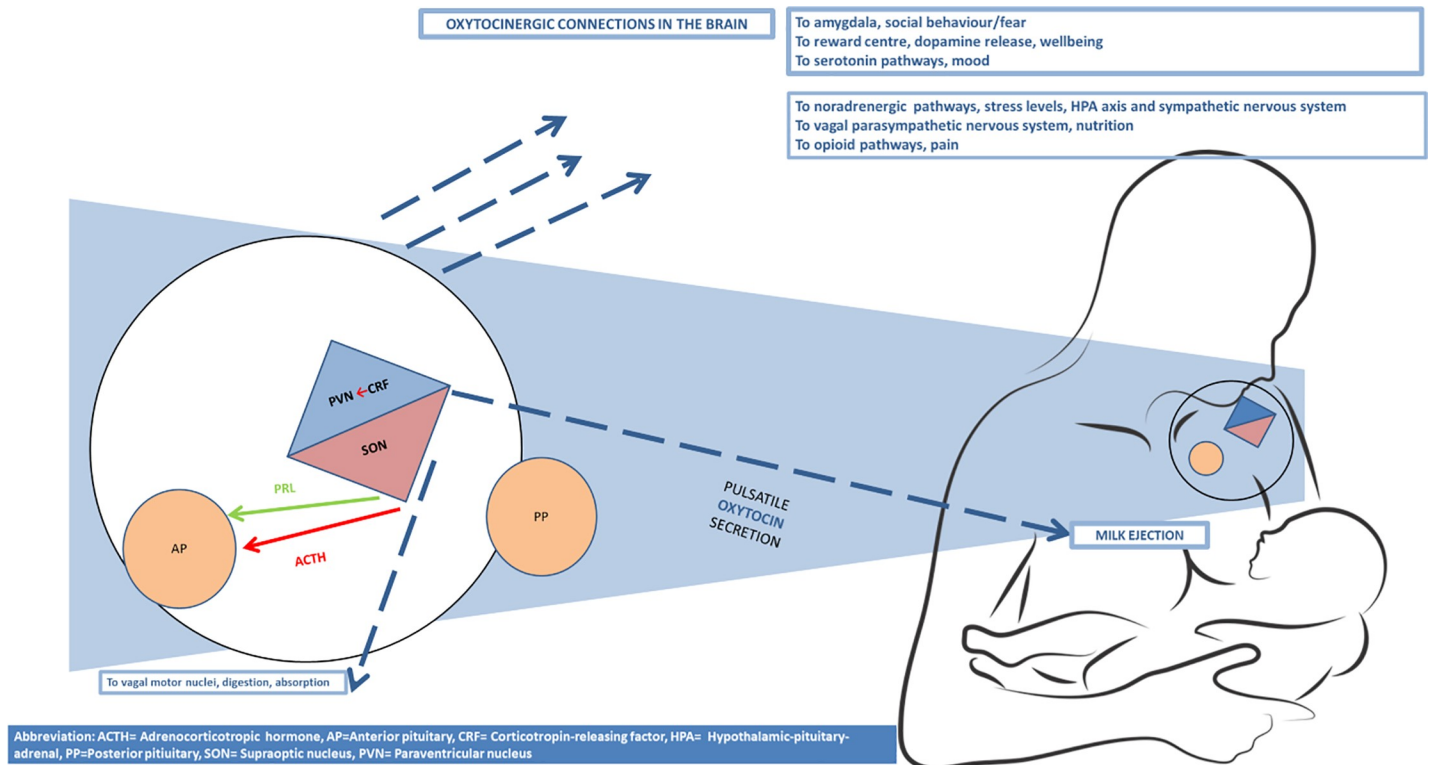 OXYTOCINERGIC CONNECTIONS IN THE BRAIN
To amygdala, social behaviour/fear
To reward centre, dopamine release, wellbeing
To serotonin pathways, mood
To noradrenergic pathways, stress levels, HPA axis and sympathetic nervous system
To vagal parasympathetic nervous system, nutrition
To opioid pathways, pain
PVN ←CRF
SON
PRL
AP
ACTH
PP
PULSATILE
OXYTOCIN
SECRETION
MILK EJECTION
To vagal motor nuclei, digestion, absorption
Abbreviation: ACTH= Adrenocorticotropic hormone, AP=Anterior pituitary, CRF= Corticotropin-releasing factor, HPA= Hypothalamic-pituitary-
adrenal, PP=Posterior pitiuitary, SON= Supraoptic nucleus, PVN= Paraventricular nucleus